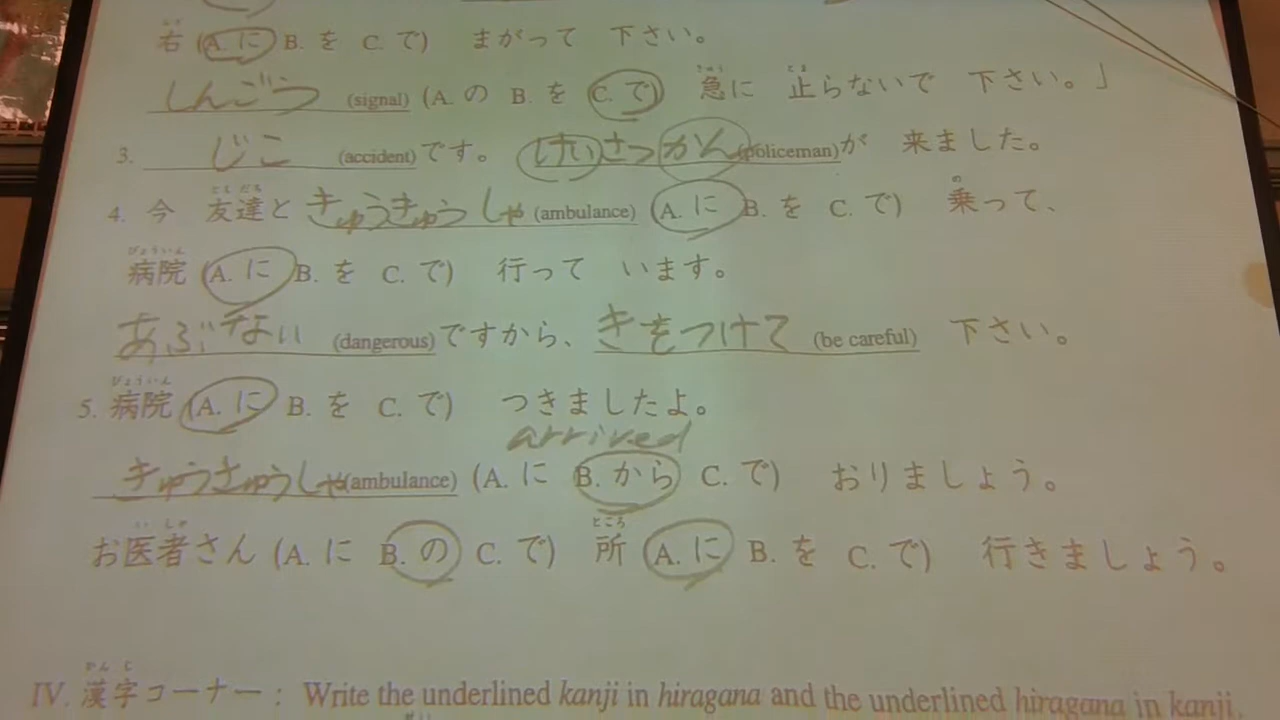 右 (A. に B. を C. で) まがって 下さい。
しんごう (signal) (A. の B. を C. で) 急に 止らないで 下さい。」
3. じこ (accident) です。 けいさつかん (policeman) が 来ました。
4. 今 友達と きゅうきゅうしゃ (ambulance) (A. に B. を C. で) 乗って、
病院 (A. に B. を C. で) 行って います。
あぶない (dangerous) ですから、 きをつけて (be careful) 下さい。
5. 病院 (A. に B. を C. で) つきましたよ。
arrived
きゅうきゅうしゃ (ambulance) (A. に B. から C. で) おりましょう。
お医者さん (A. に B. の C. で) 所 (A. に B. を C. で) 行きましょう。
IV. 漢字コーナー : Write the underlined kanji in hiragana and the underlined hiragana in kanji.